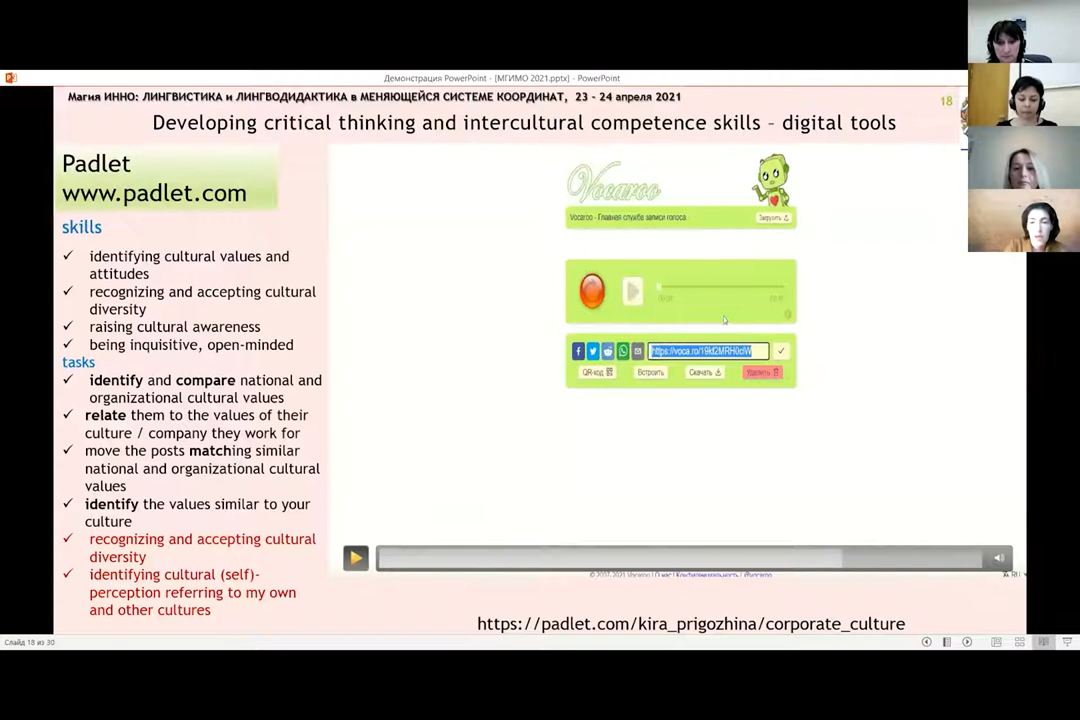 Демонстрация PowerPoint - [МГИМО 2021.pptx] - PowerPoint
Магия ИННО: ЛИНГВИСТИКА и ЛИНГВОДИДАКТИКА в МЕНЯЮЩЕЙСЯ СИСТЕМЕ КООРДИНАТ, 23 - 24 апреля 2021
18
Developing critical thinking and intercultural competence skills – digital tools
Padlet
www.padlet.com
skills
✓ identifying cultural values and
attitudes
✓ recognizing and accepting cultural
diversity
✓ raising cultural awareness
✓ being inquisitive, open-minded
tasks
✓ identify and compare national and
organizational cultural values
✓ relate them to the values of their
culture / company they work for
✓ move the posts matching similar
national and organizational cultural
values
✓ identify the values similar to your
culture
✓ recognizing and accepting cultural
diversity
✓ identifying cultural (self)-
perception referring to my own
and other cultures
Vocaroo
Vocaroo - Главная служба записи голоса.
Загрузить
QR-код
Встроить
Скачать
Удалить
© 2007-2021 Vocaroo | О нас | Конфиденциальность |
RU
https://padlet.com/kira_prigozhina/corporate_culture
Слайд 18 из 30